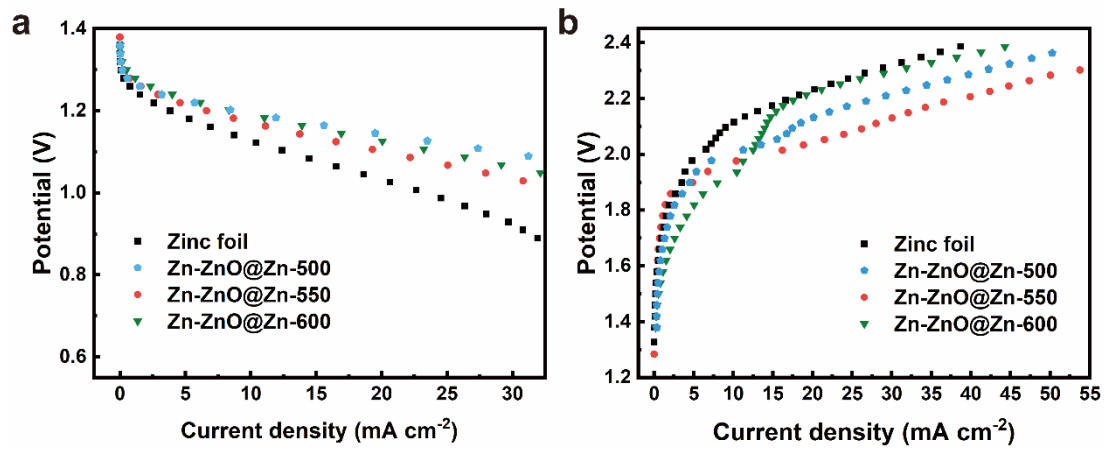 a
1.4
1.2
1.0
0.8
0.6
Potential (V)
Zinc foil
Zn-ZnO@Zn-500
Zn-ZnO@Zn-550
Zn-ZnO@Zn-600
0 5 10 15 20 25 30
Current density (mA cm⁻²)
b
2.4
2.2
2.0
1.8
1.6
1.4
1.2
Potential (V)
Zinc foil
Zn-ZnO@Zn-500
Zn-ZnO@Zn-550
Zn-ZnO@Zn-600
0 5 10 15 20 25 30 35 40 45 50 55
Current density (mA cm⁻²)